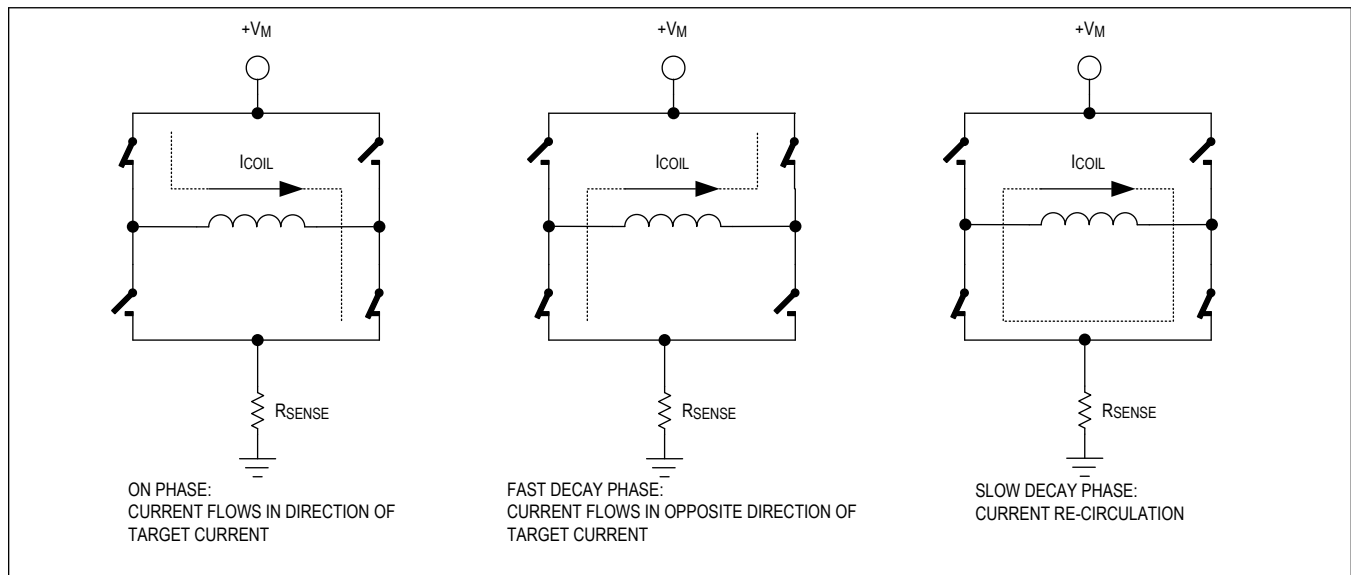 +VM
ICOIL
RSENSE
ON PHASE:
CURRENT FLOWS IN DIRECTION OF
TARGET CURRENT
+VM
ICOIL
RSENSE
FAST DECAY PHASE:
CURRENT FLOWS IN OPPOSITE DIRECTION OF
TARGET CURRENT
+VM
ICOIL
RSENSE
SLOW DECAY PHASE:
CURRENT RE-CIRCULATION